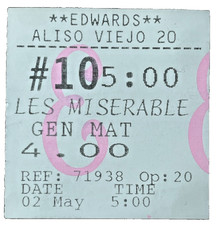 **EDWARDS**
ALISO VIEJO 20
#10 5:00
LES MISERABLE
GEN MAT
4.00
REF: 71938 Op:20
DATE TIME
02 May 5:00